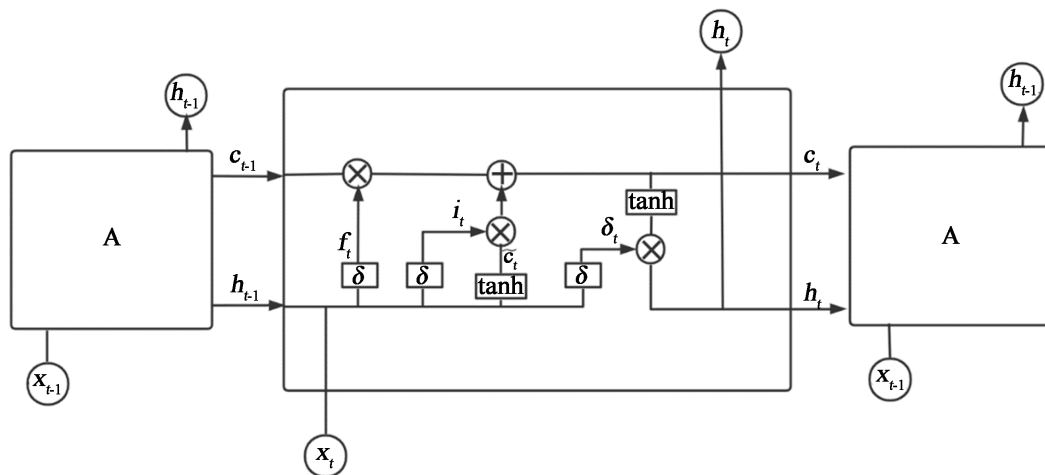 h_t
h_{t-1}
h_{t-1}
c_{t-1}
c_t
tanh
A
i_t
δ_t
A
f_t
c̃_t
δ
δ
δ
tanh
h_{t-1}
h_t
x_{t-1}
x_{t-1}
x_t